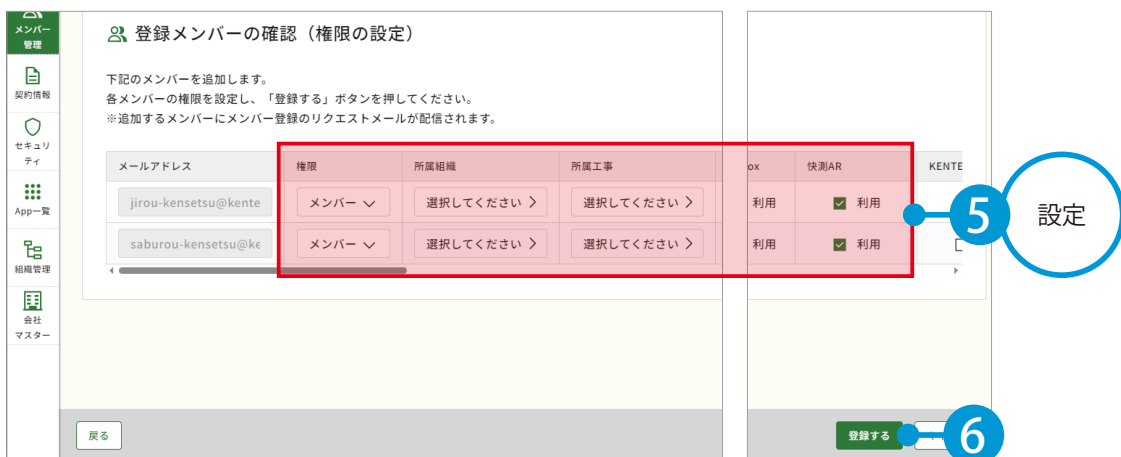 メンバー
管理
契約情報
セキュリ
ティ
App一覧
組織管理
会社
マスター
登録メンバーの確認（権限の設定）
下記のメンバーを追加します。
各メンバーの権限を設定し、「登録する」ボタンを押してください。
※追加するメンバーにメンバー登録のリクエストメールが配信されます。
メールアドレス 権限 所属組織 所属工事 ox 快測AR KENTE
jirou-kensetsu@kente メンバー 選択してください 選択してください 利用 利用
saburou-kensetsu@ke メンバー 選択してください 選択してください 利用 利用
5 設定
戻る 登録する 6